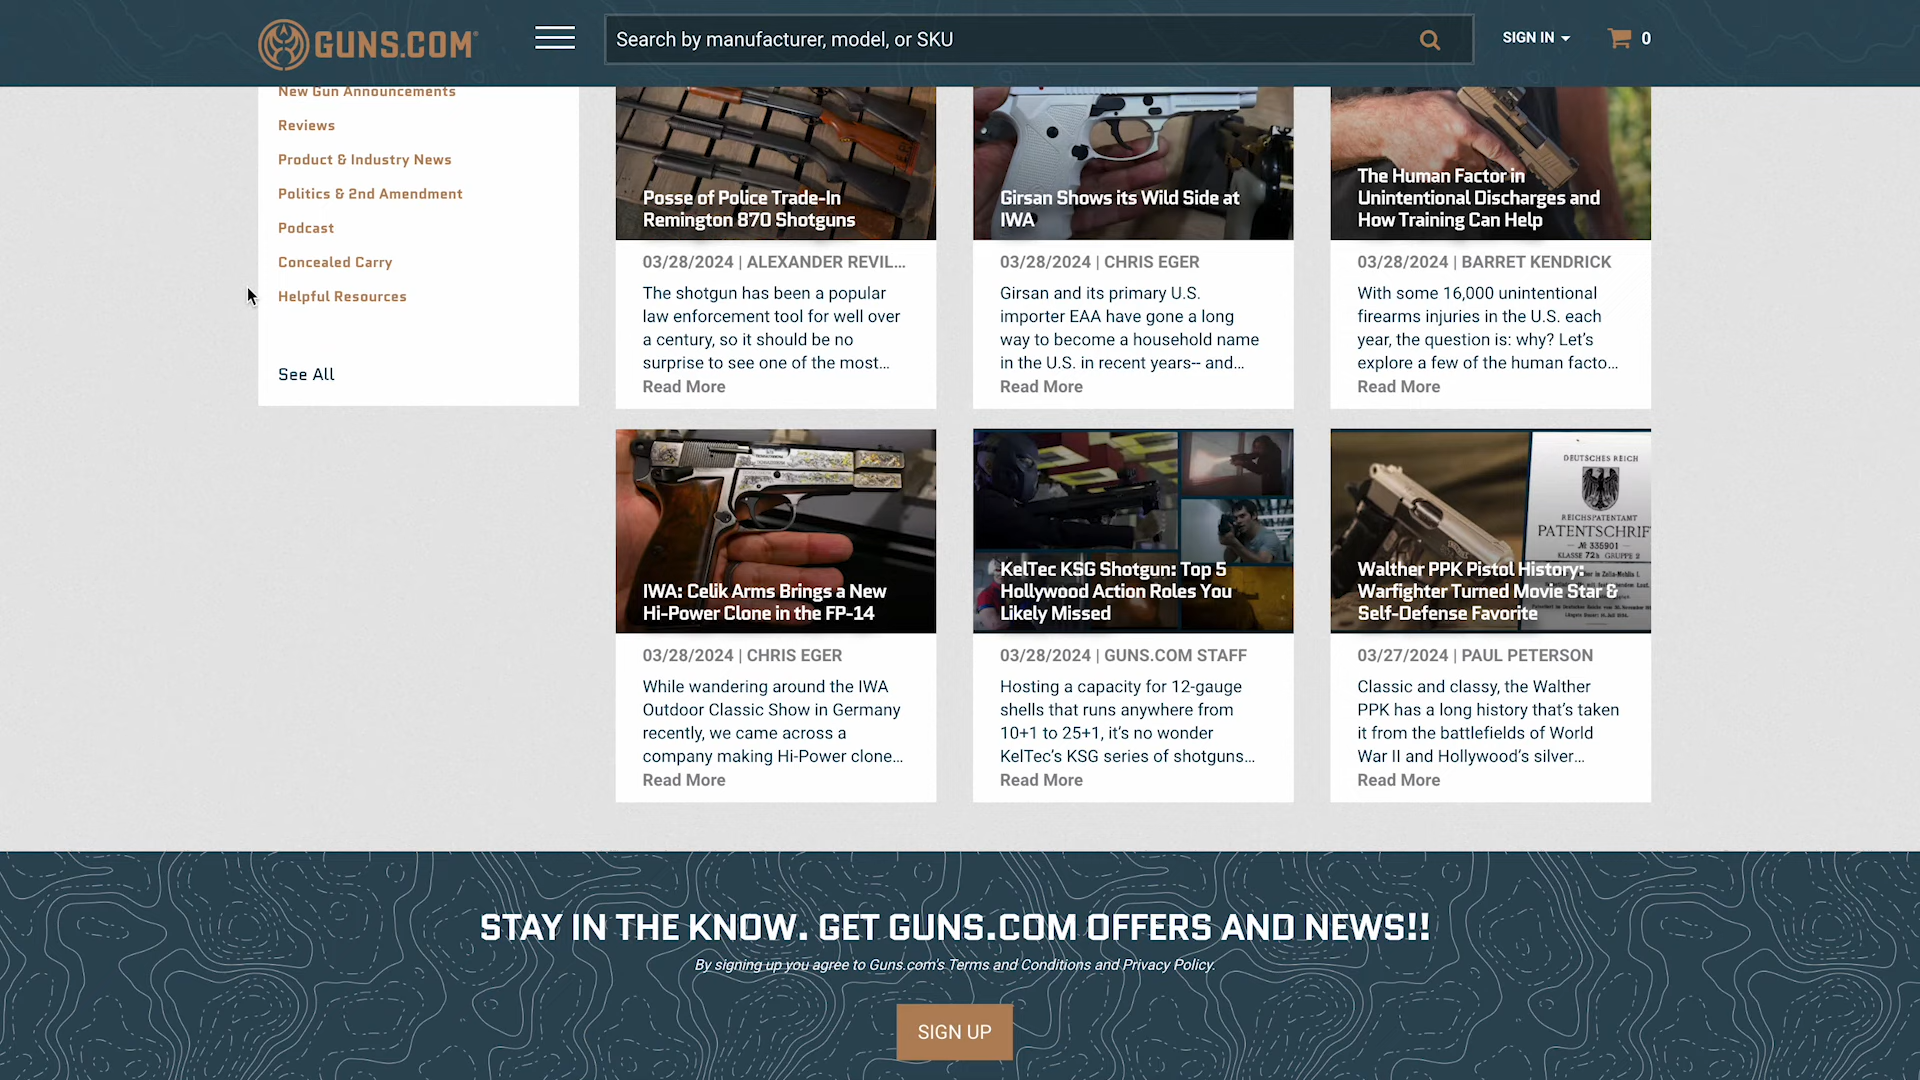 GUNS.COM
Search by manufacturer, model, or SKU
SIGN IN
0
New Gun Announcements
Reviews
Product & Industry News
Politics & 2nd Amendment
Podcast
Concealed Carry
Helpful Resources
See All
Posse of Police Trade-In
Remington 870 Shotguns
03/28/2024 | ALEXANDER REVIL...
The shotgun has been a popular
law enforcement tool for well over
a century, so it should be no
surprise to see one of the most...
Read More
Girsan Shows its Wild Side at
IWA
03/28/2024 | CHRIS EGER
Girsan and its primary U.S.
importer EAA have gone a long
way to become a household name
in the U.S. in recent years-- and...
Read More
The Human Factor in
Unintentional Discharges and
How Training Can Help
03/28/2024 | BARRET KENDRICK
With some 16,000 unintentional
firearms injuries in the U.S. each
year, the question is: why? Let's
explore a few of the human facto...
Read More
IWA: Celik Arms Brings a New
Hi-Power Clone in the FP-14
03/28/2024 | CHRIS EGER
While wandering around the IWA
Outdoor Classic Show in Germany
recently, we came across a
company making Hi-Power clone...
Read More
KelTec KSG Shotgun: Top 5
Hollywood Action Roles You
Likely Missed
03/28/2024 | GUNS.COM STAFF
Hosting a capacity for 12-gauge
shells that runs anywhere from
10+1 to 25+1, it's no wonder
KelTec's KSG series of shotguns...
Read More
DEUTSCHES REICH
REICHSPATENTAMT
PATENTSCHRIF
№ 335901
KLASSE 72h GRUPPE 2
Walther PPK Pistol History:
Warfighter Turned Movie Star &
Self-Defense Favorite
03/27/2024 | PAUL PETERSON
Classic and classy, the Walther
PPK has a long history that's taken
it from the battlefields of World
War II and Hollywood's silver...
Read More
STAY IN THE KNOW. GET GUNS.COM OFFERS AND NEWS!!
By signing up you agree to Guns.com's Terms and Conditions and Privacy Policy.
SIGN UP